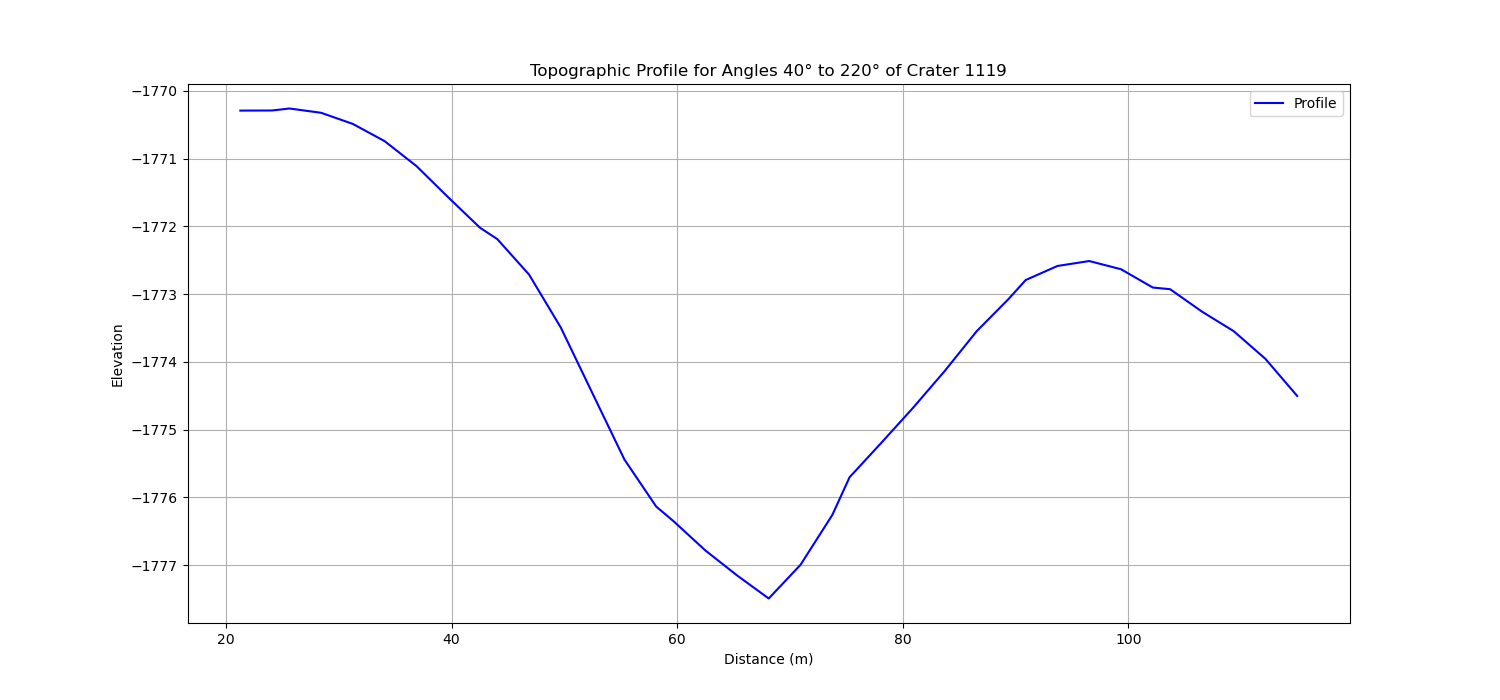 Topographic Profile for Angles 40° to 220° of Crater 1119
Profile
Elevation
−1770
−1771
−1772
−1773
−1774
−1775
−1776
−1777
20 40 60 80 100
Distance (m)